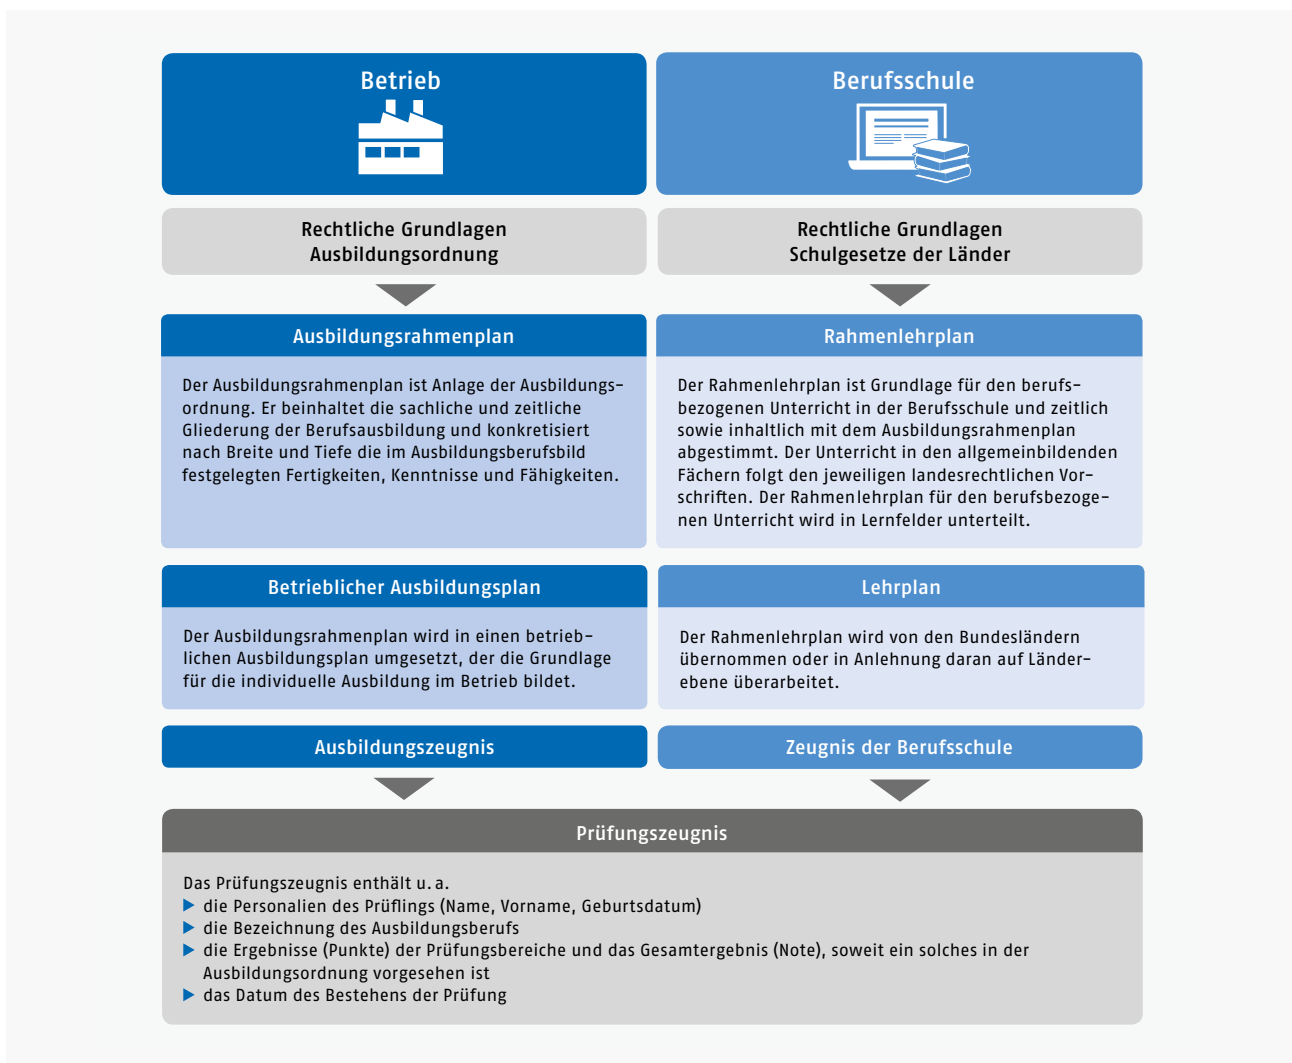 Betrieb
Berufsschule
Rechtliche Grundlagen
Ausbildungsordnung
Rechtliche Grundlagen
Schulgesetze der Länder
Ausbildungsrahmenplan
Der Ausbildungsrahmenplan ist Anlage der Ausbildungs-
ordnung. Er beinhaltet die sachliche und zeitliche
Gliederung der Berufsausbildung und konkretisiert
nach Breite und Tiefe die im Ausbildungsberufsbild
festgelegten Fertigkeiten, Kenntnisse und Fähigkeiten.
Rahmenlehrplan
Der Rahmenlehrplan ist Grundlage für den berufs-
bezogenen Unterricht in der Berufsschule und zeitlich
sowie inhaltlich mit dem Ausbildungsrahmenplan
abgestimmt. Der Unterricht in den allgemeinbildenden
Fächern folgt den jeweiligen landesrechtlichen Vor-
schriften. Der Rahmenlehrplan für den berufsbezoge-
nen Unterricht wird in Lernfelder unterteilt.
Betrieblicher Ausbildungsplan
Der Ausbildungsrahmenplan wird in einen betrieb-
lichen Ausbildungsplan umgesetzt, der die Grundlage
für die individuelle Ausbildung im Betrieb bildet.
Lehrplan
Der Rahmenlehrplan wird von den Bundesländern
übernommen oder in Anlehnung daran auf Länder-
ebene überarbeitet.
Ausbildungszeugnis
Zeugnis der Berufsschule
Prüfungszeugnis
Das Prüfungszeugnis enthält u. a.
▶ die Personalien des Prüflings (Name, Vorname, Geburtsdatum)
▶ die Bezeichnung des Ausbildungsberufs
▶ die Ergebnisse (Punkte) der Prüfungsbereiche und das Gesamtergebnis (Note), soweit ein solches in der
Ausbildungsordnung vorgesehen ist
▶ das Datum des Bestehens der Prüfung